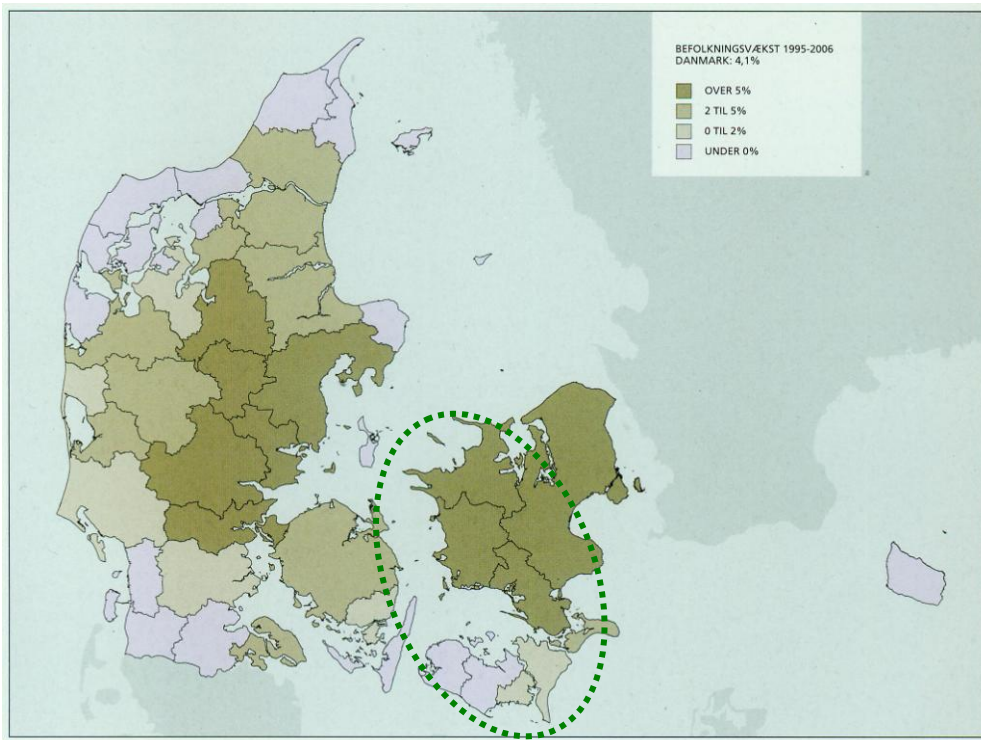 BEFOLKNINGSVÆKST 1995-2006
DANMARK: 4,1%
OVER 5%
2 TIL 5%
0 TIL 2%
UNDER 0%